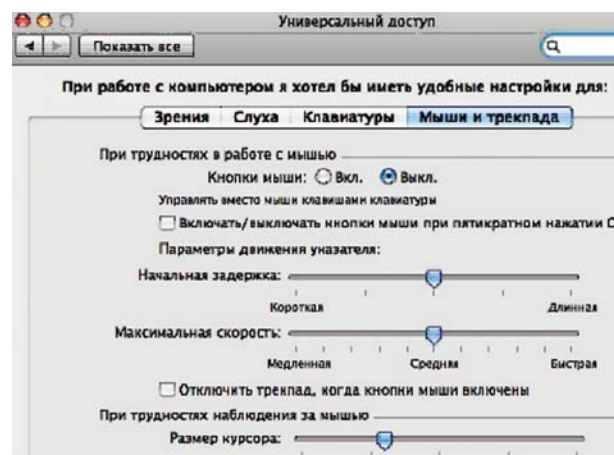 Универсальный доступ
Показать все
При работе с компьютером я хотел бы иметь удобные настройки для:
Зрения Слуха Клавиатуры Мыши и трекпада
При трудностях в работе с мышью
Кнопки мыши: Вкл. Выкл.
Управлять вместо мыши клавишами клавиатуры
Включать/выключать кнопки мыши при пятикратном нажатии
Параметры движения указателя:
Начальная задержка:
Короткая Длинная
Максимальная скорость:
Медленная Средняя Быстрая
Отключить трекпад, когда кнопки мыши включены
При трудностях наблюдения за мышью
Размер курсора: